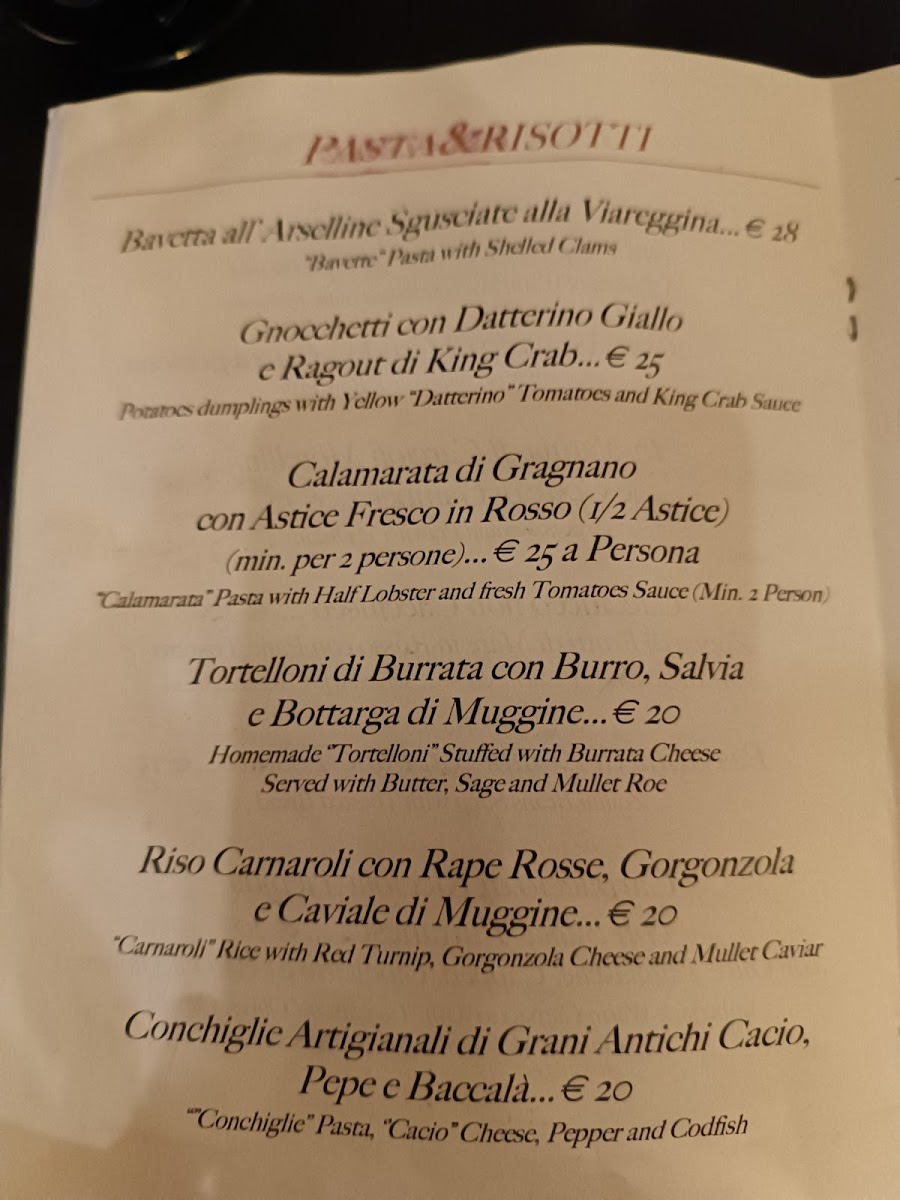 PASTA&RISOTTI
Bavetta all'Arselline Sgusciate alla Viareggina...€ 28
"Bavette" Pasta with Shelled Clams
Gnocchetti con Datterino Giallo
e Ragout di King Crab...€ 25
Potatoes dumplings with Yellow "Datterino" Tomatoes and King Crab Sauce
Calamarata di Gragnano
con Astice Fresco in Rosso (1/2 Astice)
(min. per 2 persone)...€ 25 a Persona
"Calamarata" Pasta with Half Lobster and fresh Tomatoes Sauce (Min. 2 Person)
Tortelloni di Burrata con Burro, Salvia
e Bottarga di Muggine...€ 20
Homemade "Tortelloni" Stuffed with Burrata Cheese
Served with Butter, Sage and Mullet Roe
Riso Carnaroli con Rape Rosse, Gorgonzola
e Caviale di Muggine...€ 20
"Carnaroli" Rice with Red Turnip, Gorgonzola Cheese and Mullet Caviar
Conchiglie Artigianali di Grani Antichi Cacio,
Pepe e Baccalà...€ 20
""Conchiglie" Pasta, "Cacio" Cheese, Pepper and Codfish